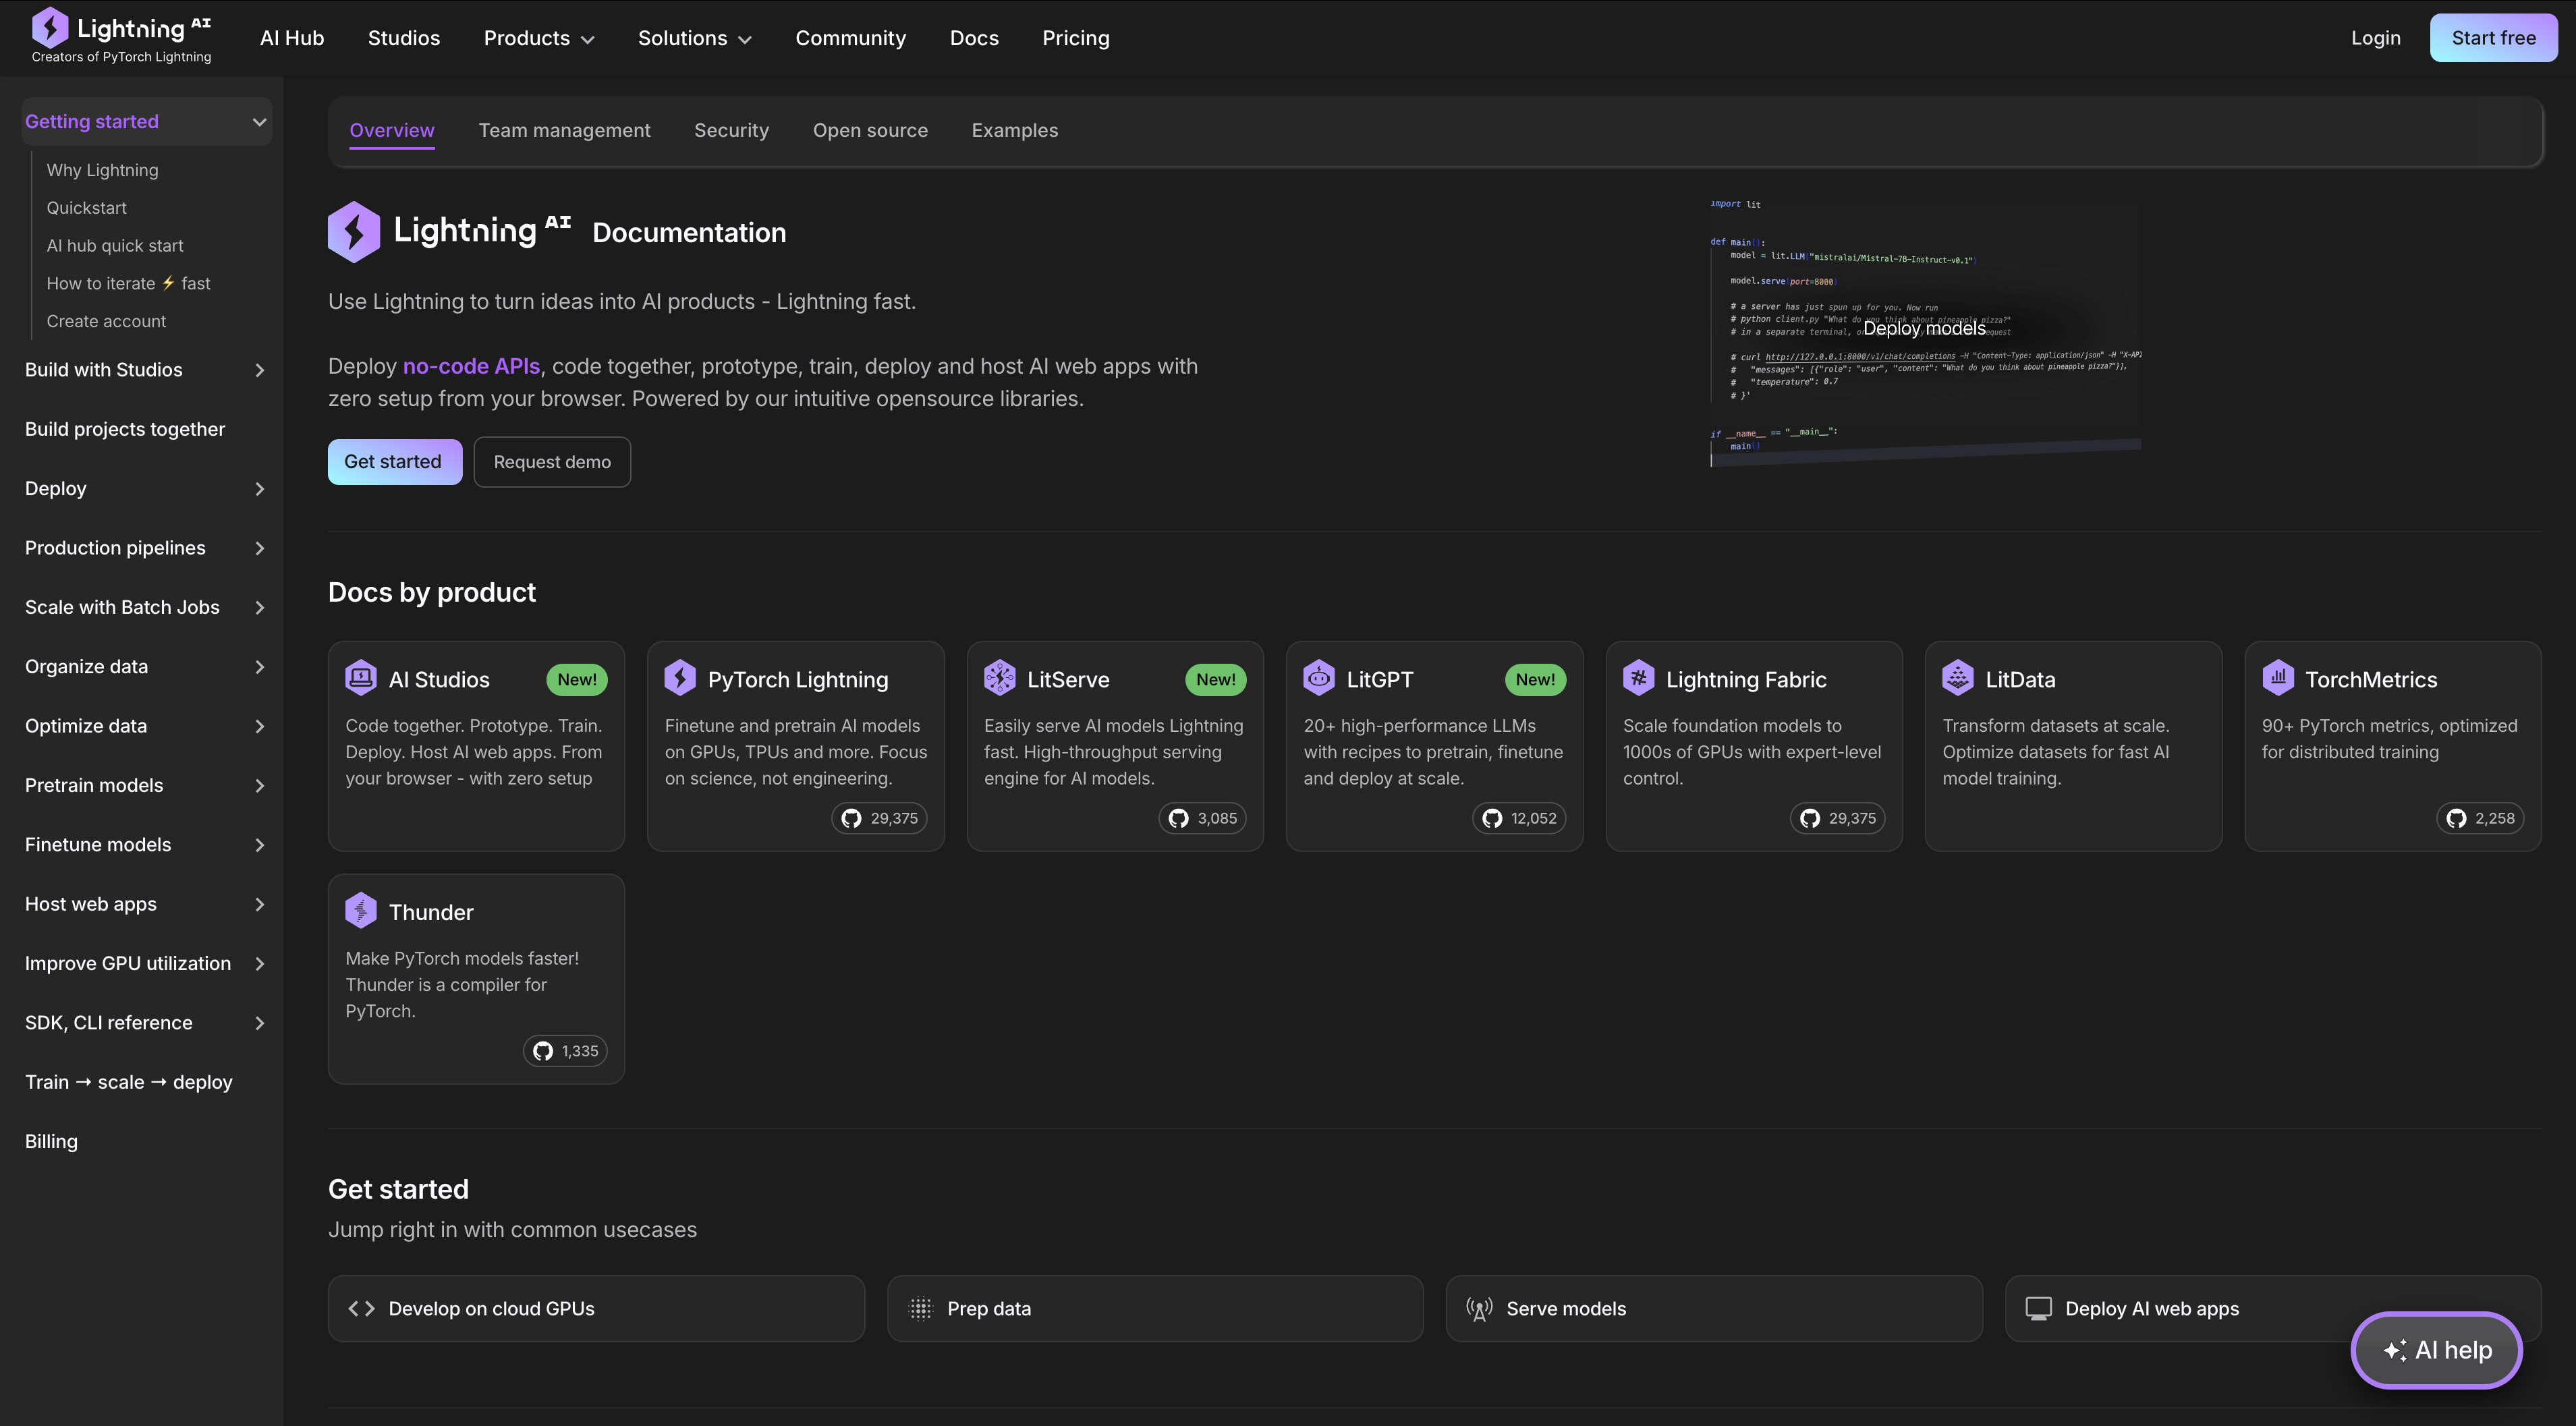 Lightning AI
Creators of PyTorch Lightning
AI Hub
Studios
Products
Solutions
Community
Docs
Pricing
Login
Start free
Getting started
Why Lightning
Quickstart
AI hub quick start
How to iterate ⚡ fast
Create account
Build with Studios
Build projects together
Deploy
Production pipelines
Scale with Batch Jobs
Organize data
Optimize data
Pretrain models
Finetune models
Host web apps
Improve GPU utilization
SDK, CLI reference
Train → scale → deploy
Billing
Overview
Team management
Security
Open source
Examples
Lightning AI Documentation
Use Lightning to turn ideas into AI products - Lightning fast.
Deploy no-code APIs, code together, prototype, train, deploy and host AI web apps with
zero setup from your browser. Powered by our intuitive opensource libraries.
Get started
Request demo
import lit
def main():
model = lit.LLM("mistralai/Mistral-7B-Instruct-v0.1")
model.serve(port=8000)
# a server has just spun up for you. Now run
# python client.py "What do you think about pineapple pizza?"
# in a separate terminal, or
Deploy models
# curl http://127.0.0.1:8000/v1/chat/completions -H "Content-Type: application/json" -H "X-API
# "messages": [{"role": "user", "content": "What do you think about pineapple pizza?"}],
# "temperature": 0.7
# }'
if __name__ == "__main__":
main()
Docs by product
AI Studios
New!
Code together. Prototype. Train.
Deploy. Host AI web apps. From
your browser - with zero setup
PyTorch Lightning
Finetune and pretrain AI models
on GPUs, TPUs and more. Focus
on science, not engineering.
29,375
LitServe
New!
Easily serve AI models Lightning
fast. High-throughput serving
engine for AI models.
3,085
LitGPT
New!
20+ high-performance LLMs
with recipes to pretrain, finetune
and deploy at scale.
12,052
Lightning Fabric
Scale foundation models to
1000s of GPUs with expert-level
control.
29,375
LitData
Transform datasets at scale.
Optimize datasets for fast AI
model training.
TorchMetrics
90+ PyTorch metrics, optimized
for distributed training
2,258
Thunder
Make PyTorch models faster!
Thunder is a compiler for
PyTorch.
1,335
Get started
Jump right in with common usecases
Develop on cloud GPUs
Prep data
Serve models
Deploy AI web apps
AI help